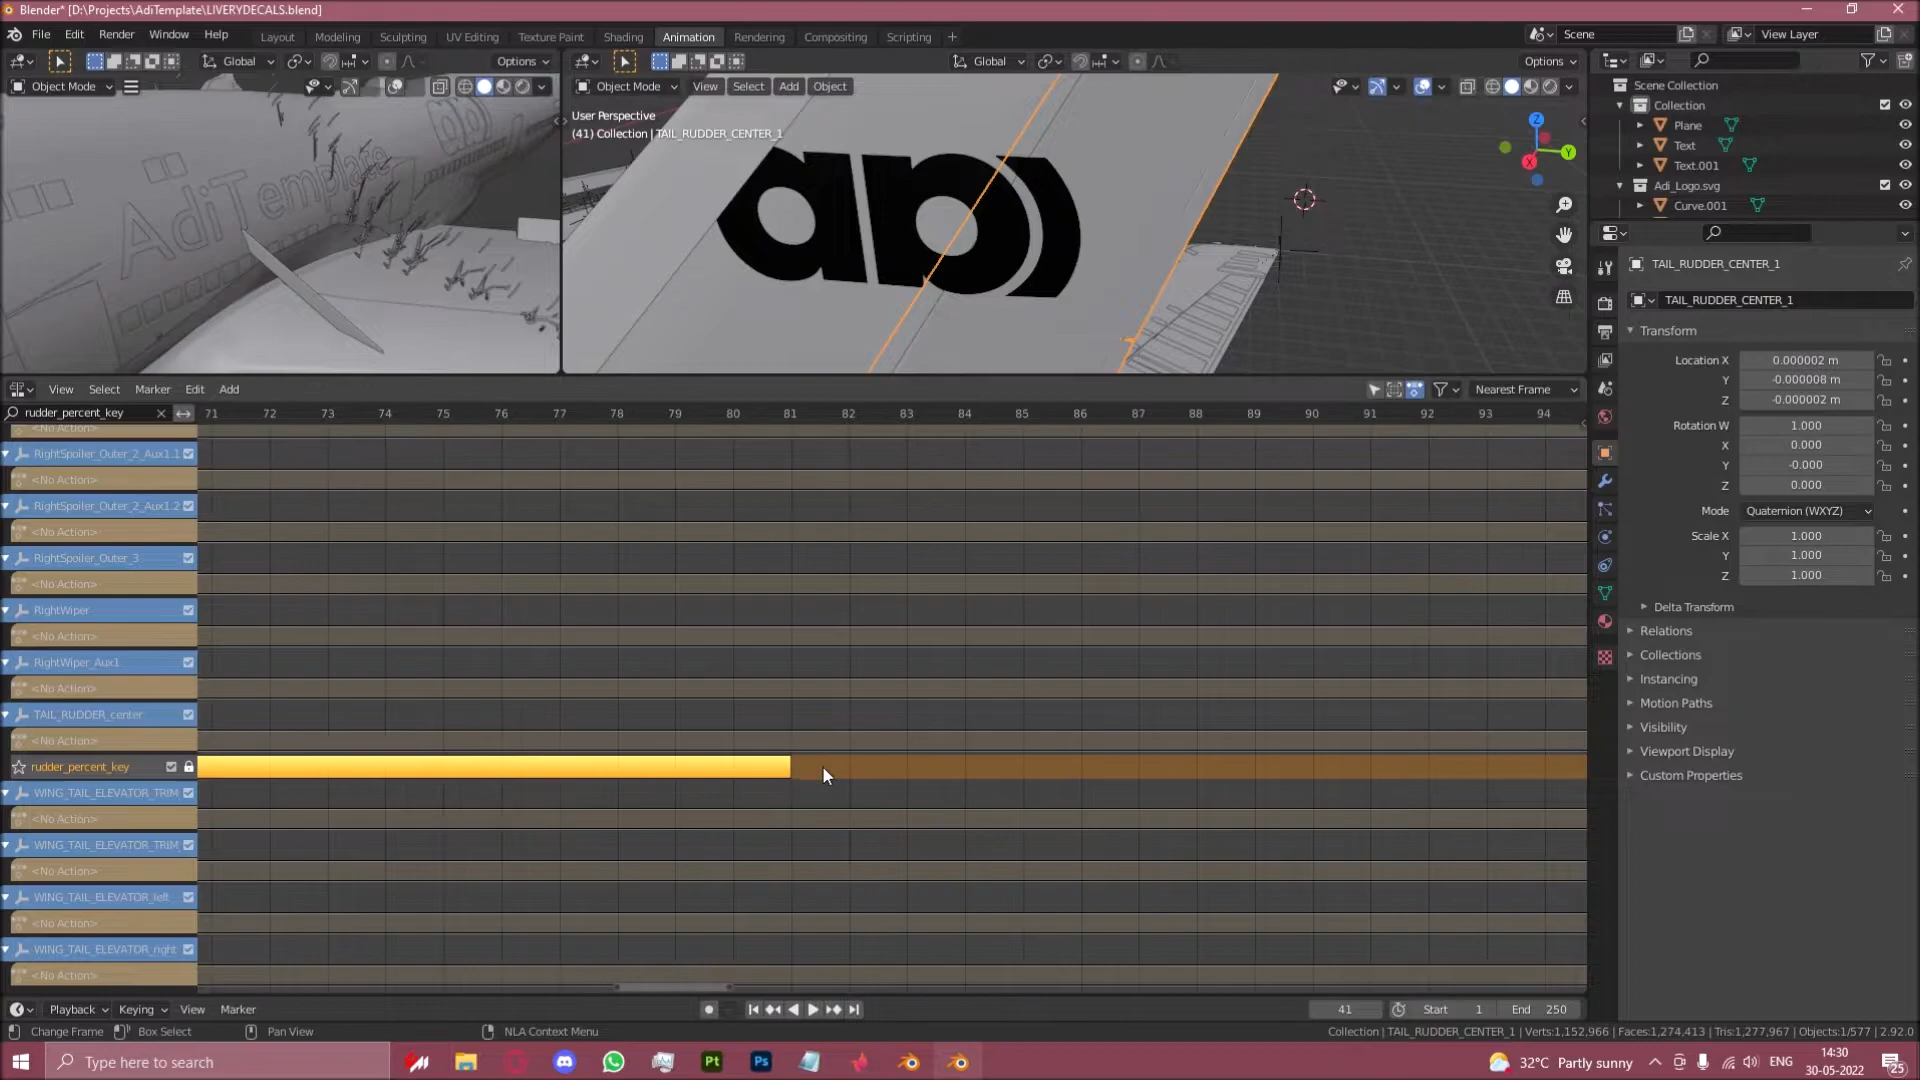 Blender* [D:\Projects\AdiTemplate\LIVERYDECALS.blend]
File Edit Render Window Help
Layout Modeling Sculpting UV Editing Texture Paint Shading Animation Rendering Compositing Scripting +
Scene
View Layer
Global
Options
Global
Options
Object Mode
Object Mode View Select Add Object
Scene Collection
Collection
Plane
Text
Text.001
Adi_Logo.svg
Curve.001
AdiTemplate
User Perspective
(41) Collection | TAIL_RUDDER_CENTER_1
Z
Y
X
TAIL_RUDDER_CENTER_1
TAIL_RUDDER_CENTER_1
Transform
Location X 0.000002 m
Y -0.000008 m
Z -0.000002 m
Rotation W 1.000
X 0.000
Y -0.000
Z 0.000
Mode Quaternion (WXYZ)
Scale X 1.000
Y 1.000
Z 1.000
Delta Transform
Relations
Collections
Instancing
Motion Paths
Visibility
Viewport Display
Custom Properties
View Select Marker Edit Add
Nearest Frame
rudder_percent_key
71 72 73 74 75 76 77 78 79 80 81 82 83 84 85 86 87 88 89 90 91 92 93 94
<No Action>
RightSpoiler_Outer_2_Aux1.1
<No Action>
RightSpoiler_Outer_2_Aux1.2
<No Action>
RightSpoiler_Outer_3
<No Action>
RightWiper
<No Action>
RightWiper_Aux1
<No Action>
TAIL_RUDDER_center
<No Action>
rudder_percent_key
WING_TAIL_ELEVATOR_TRIM
<No Action>
WING_TAIL_ELEVATOR_TRIM
<No Action>
WING_TAIL_ELEVATOR_left
<No Action>
WING_TAIL_ELEVATOR_right
<No Action>
Playback Keying View Marker
41 Start 1 End 250
Change Frame Box Select Pan View NLA Context Menu
Collection | TAIL_RUDDER_CENTER_1 | Verts:1,152,966 | Faces:1,274,413 | Tris:1,277,967 | Objects:1/577 | 2.92.0
Type here to search
Pt
Ps
32°C Partly sunny
ENG
14:30
30-05-2022
25